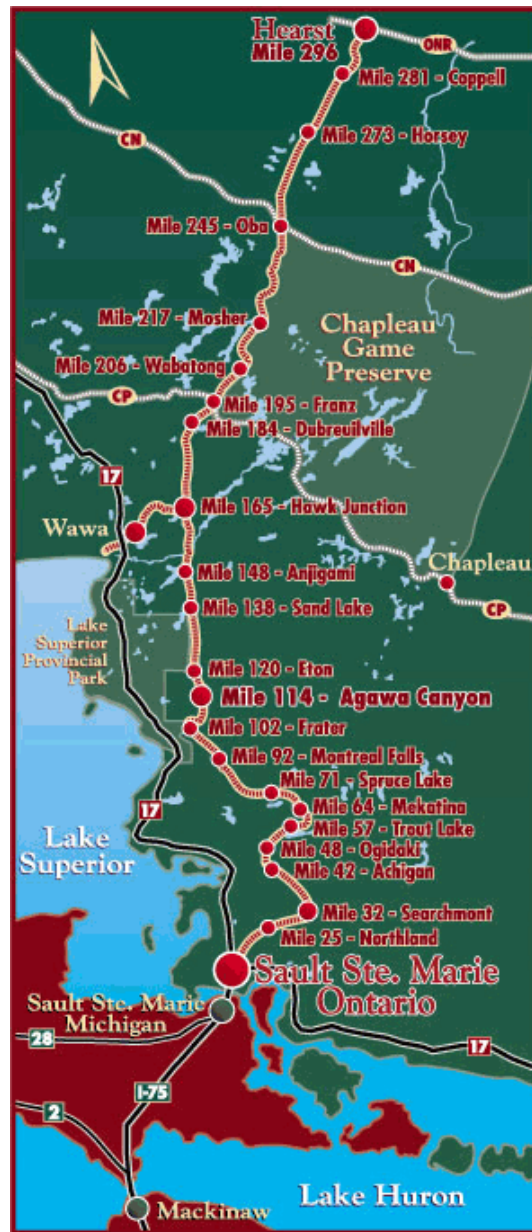 Hearst
Mile 296
ONR
Mile 281 - Coppell
Mile 273 - Horsey
CN
Mile 245 - Oba
CN
Mile 217 - Mosher
Chapleau
Game
Preserve
Mile 206 - Wabatong
CP
Mile 195 - Franz
Mile 184 - Dubreuilville
17
Mile 165 - Hawk Junction
Wawa
Chapleau
Mile 148 - Anjigami
CP
Mile 138 - Sand Lake
Lake
Superior
Provincial
Park
Mile 120 - Eton
Mile 114 - Agawa Canyon
Mile 102 - Frater
Mile 92 - Montreal Falls
Mile 71 - Spruce Lake
17
Mile 64 - Mekatina
Mile 57 - Trout Lake
Lake
Superior
Mile 48 - Ogidaki
Mile 42 - Achigan
Mile 32 - Searchmont
Mile 25 - Northland
Sault Ste. Marie
Ontario
Sault Ste. Marie
Michigan
28
17
I-75
2
Lake Huron
Mackinaw